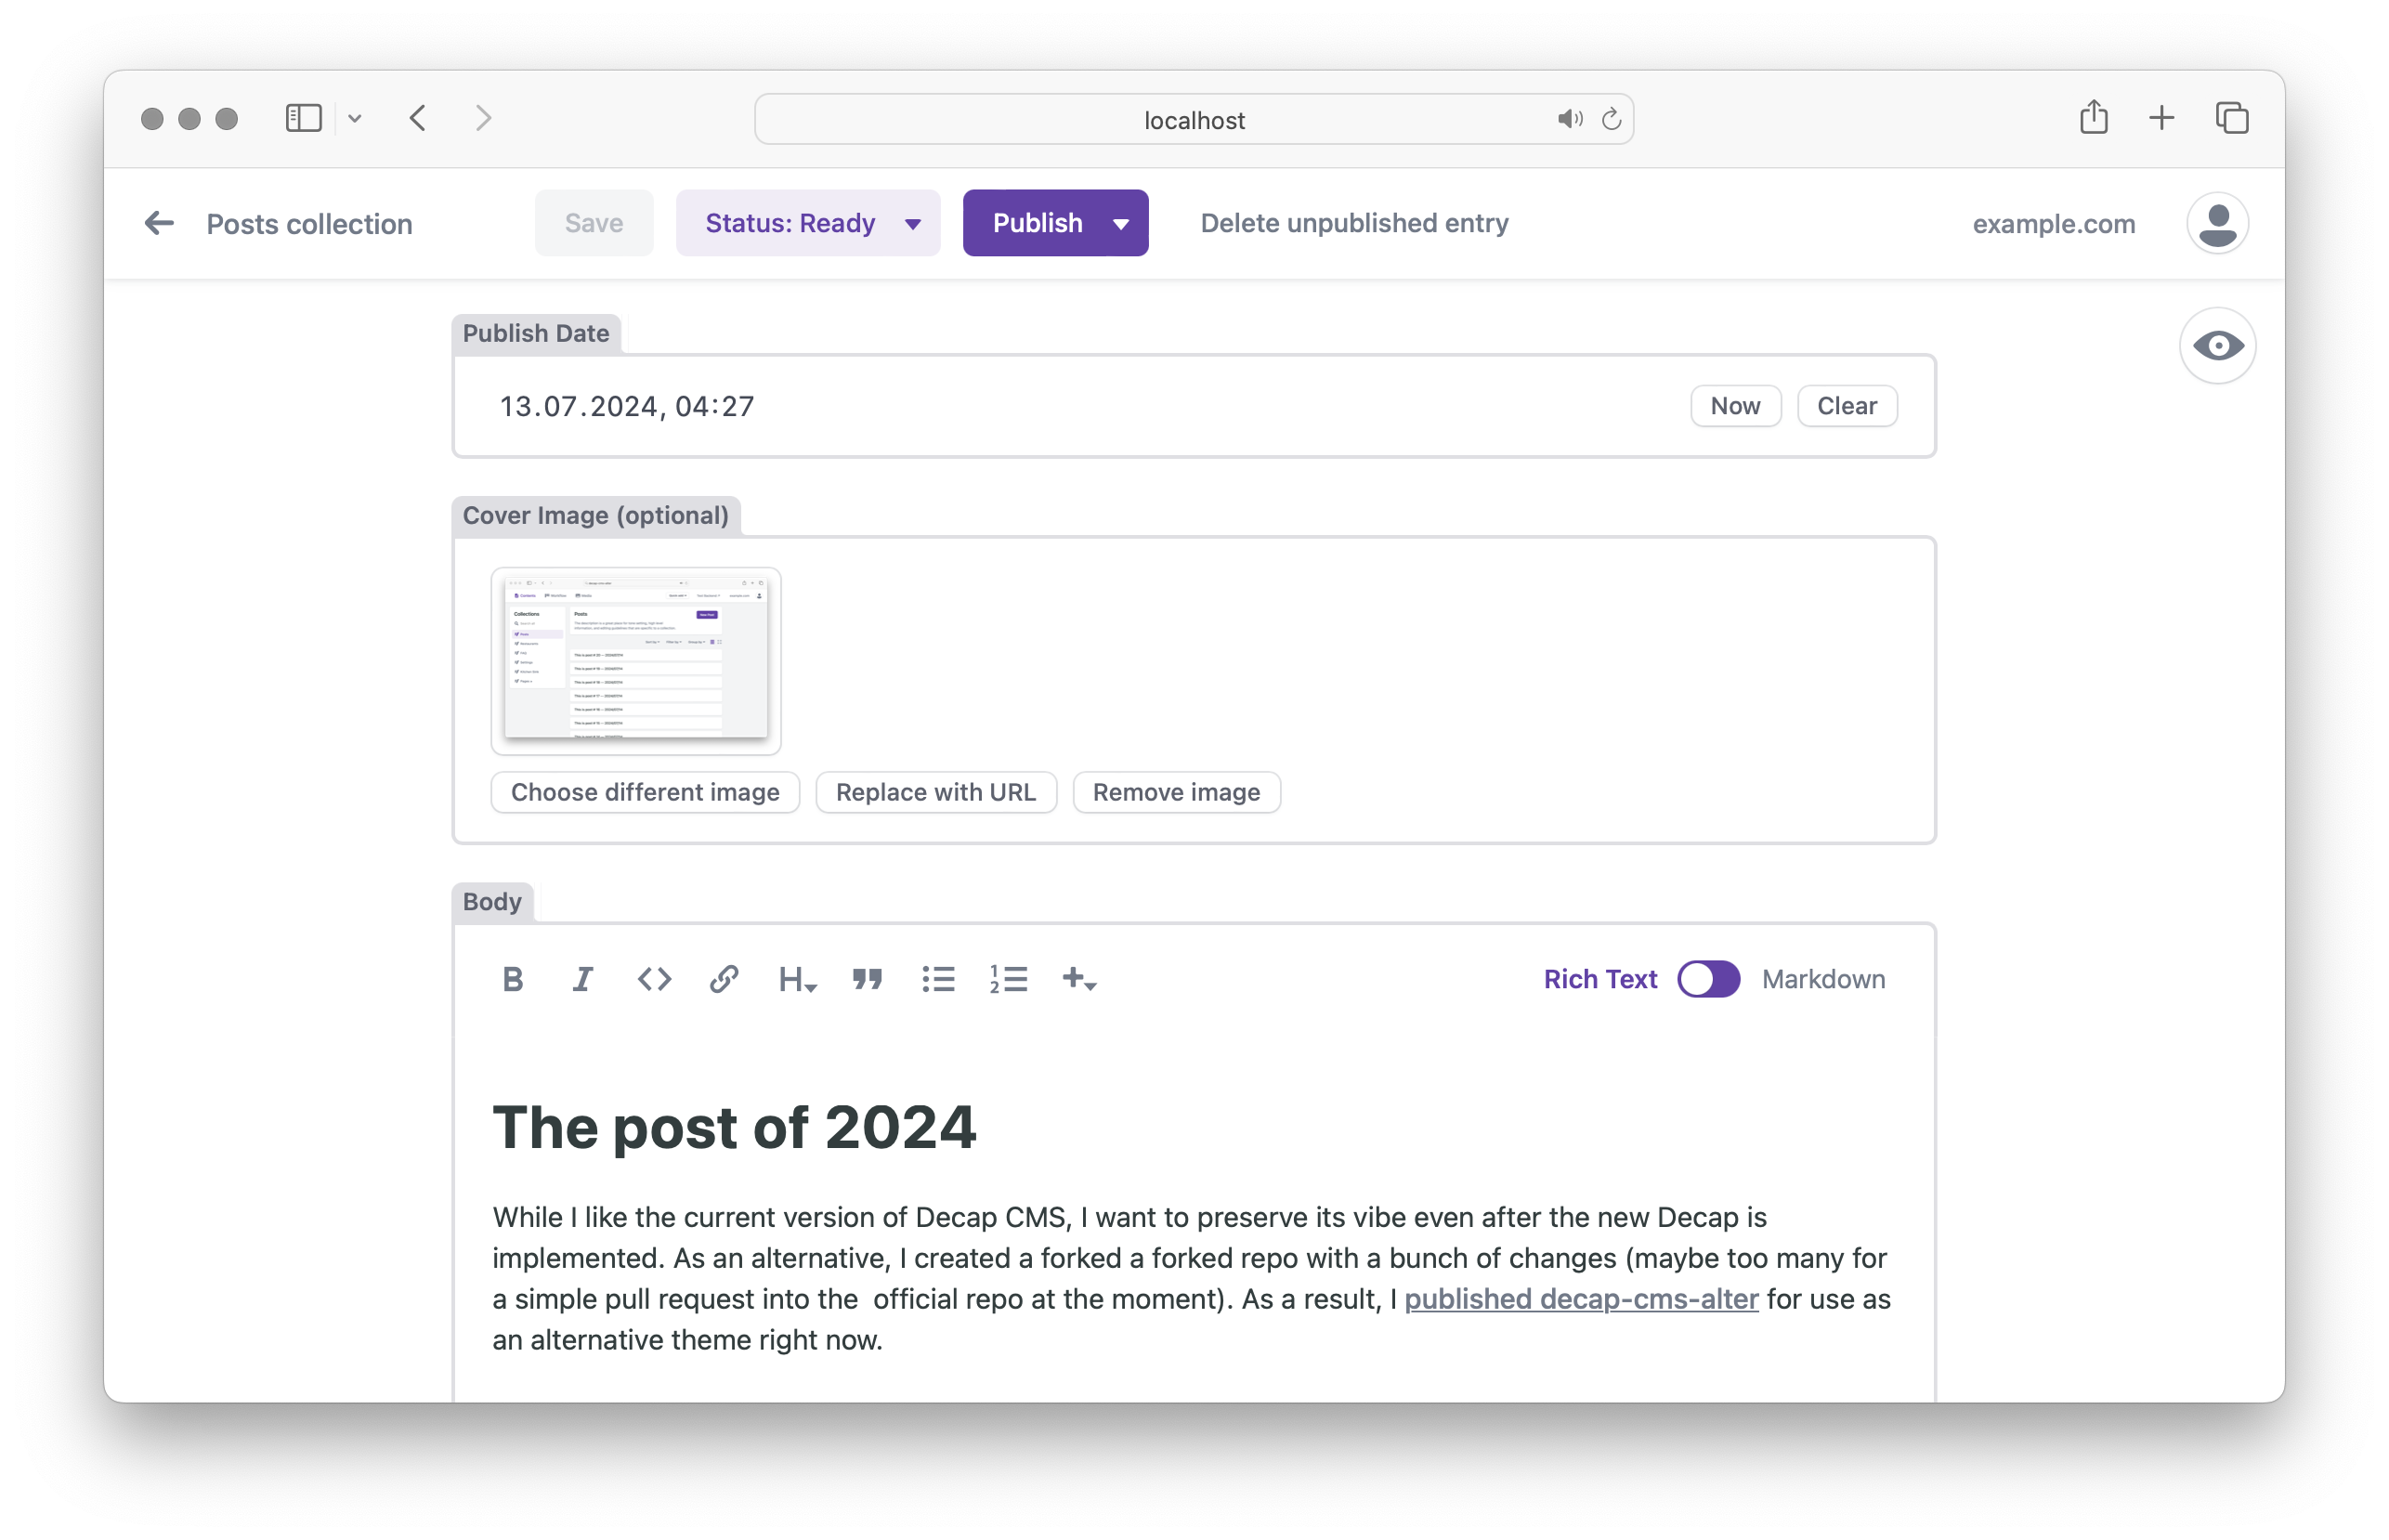 localhost
Posts collection
Save
Status: Ready
Publish
Delete unpublished entry
example.com
Publish Date
13.07.2024, 04:27
Now
Clear
Cover Image (optional)
Collections
Posts
Choose different image
Replace with URL
Remove image
Body
B I <> H
Rich Text
Markdown
The post of 2024
While I like the current version of Decap CMS, I want to preserve its vibe even after the new Decap is
implemented. As an alternative, I created a forked a forked repo with a bunch of changes (maybe too many for
a simple pull request into the  official repo at the moment). As a result, I published decap-cms-alter for use as
an alternative theme right now.